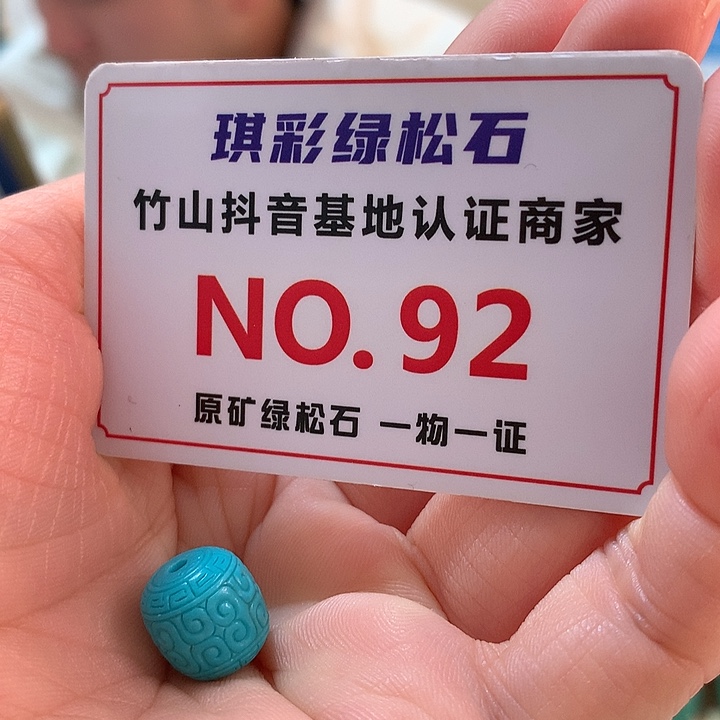 琪彩绿松石
竹山抖音基地认证商家
NO.92
原矿绿松石 一物一证